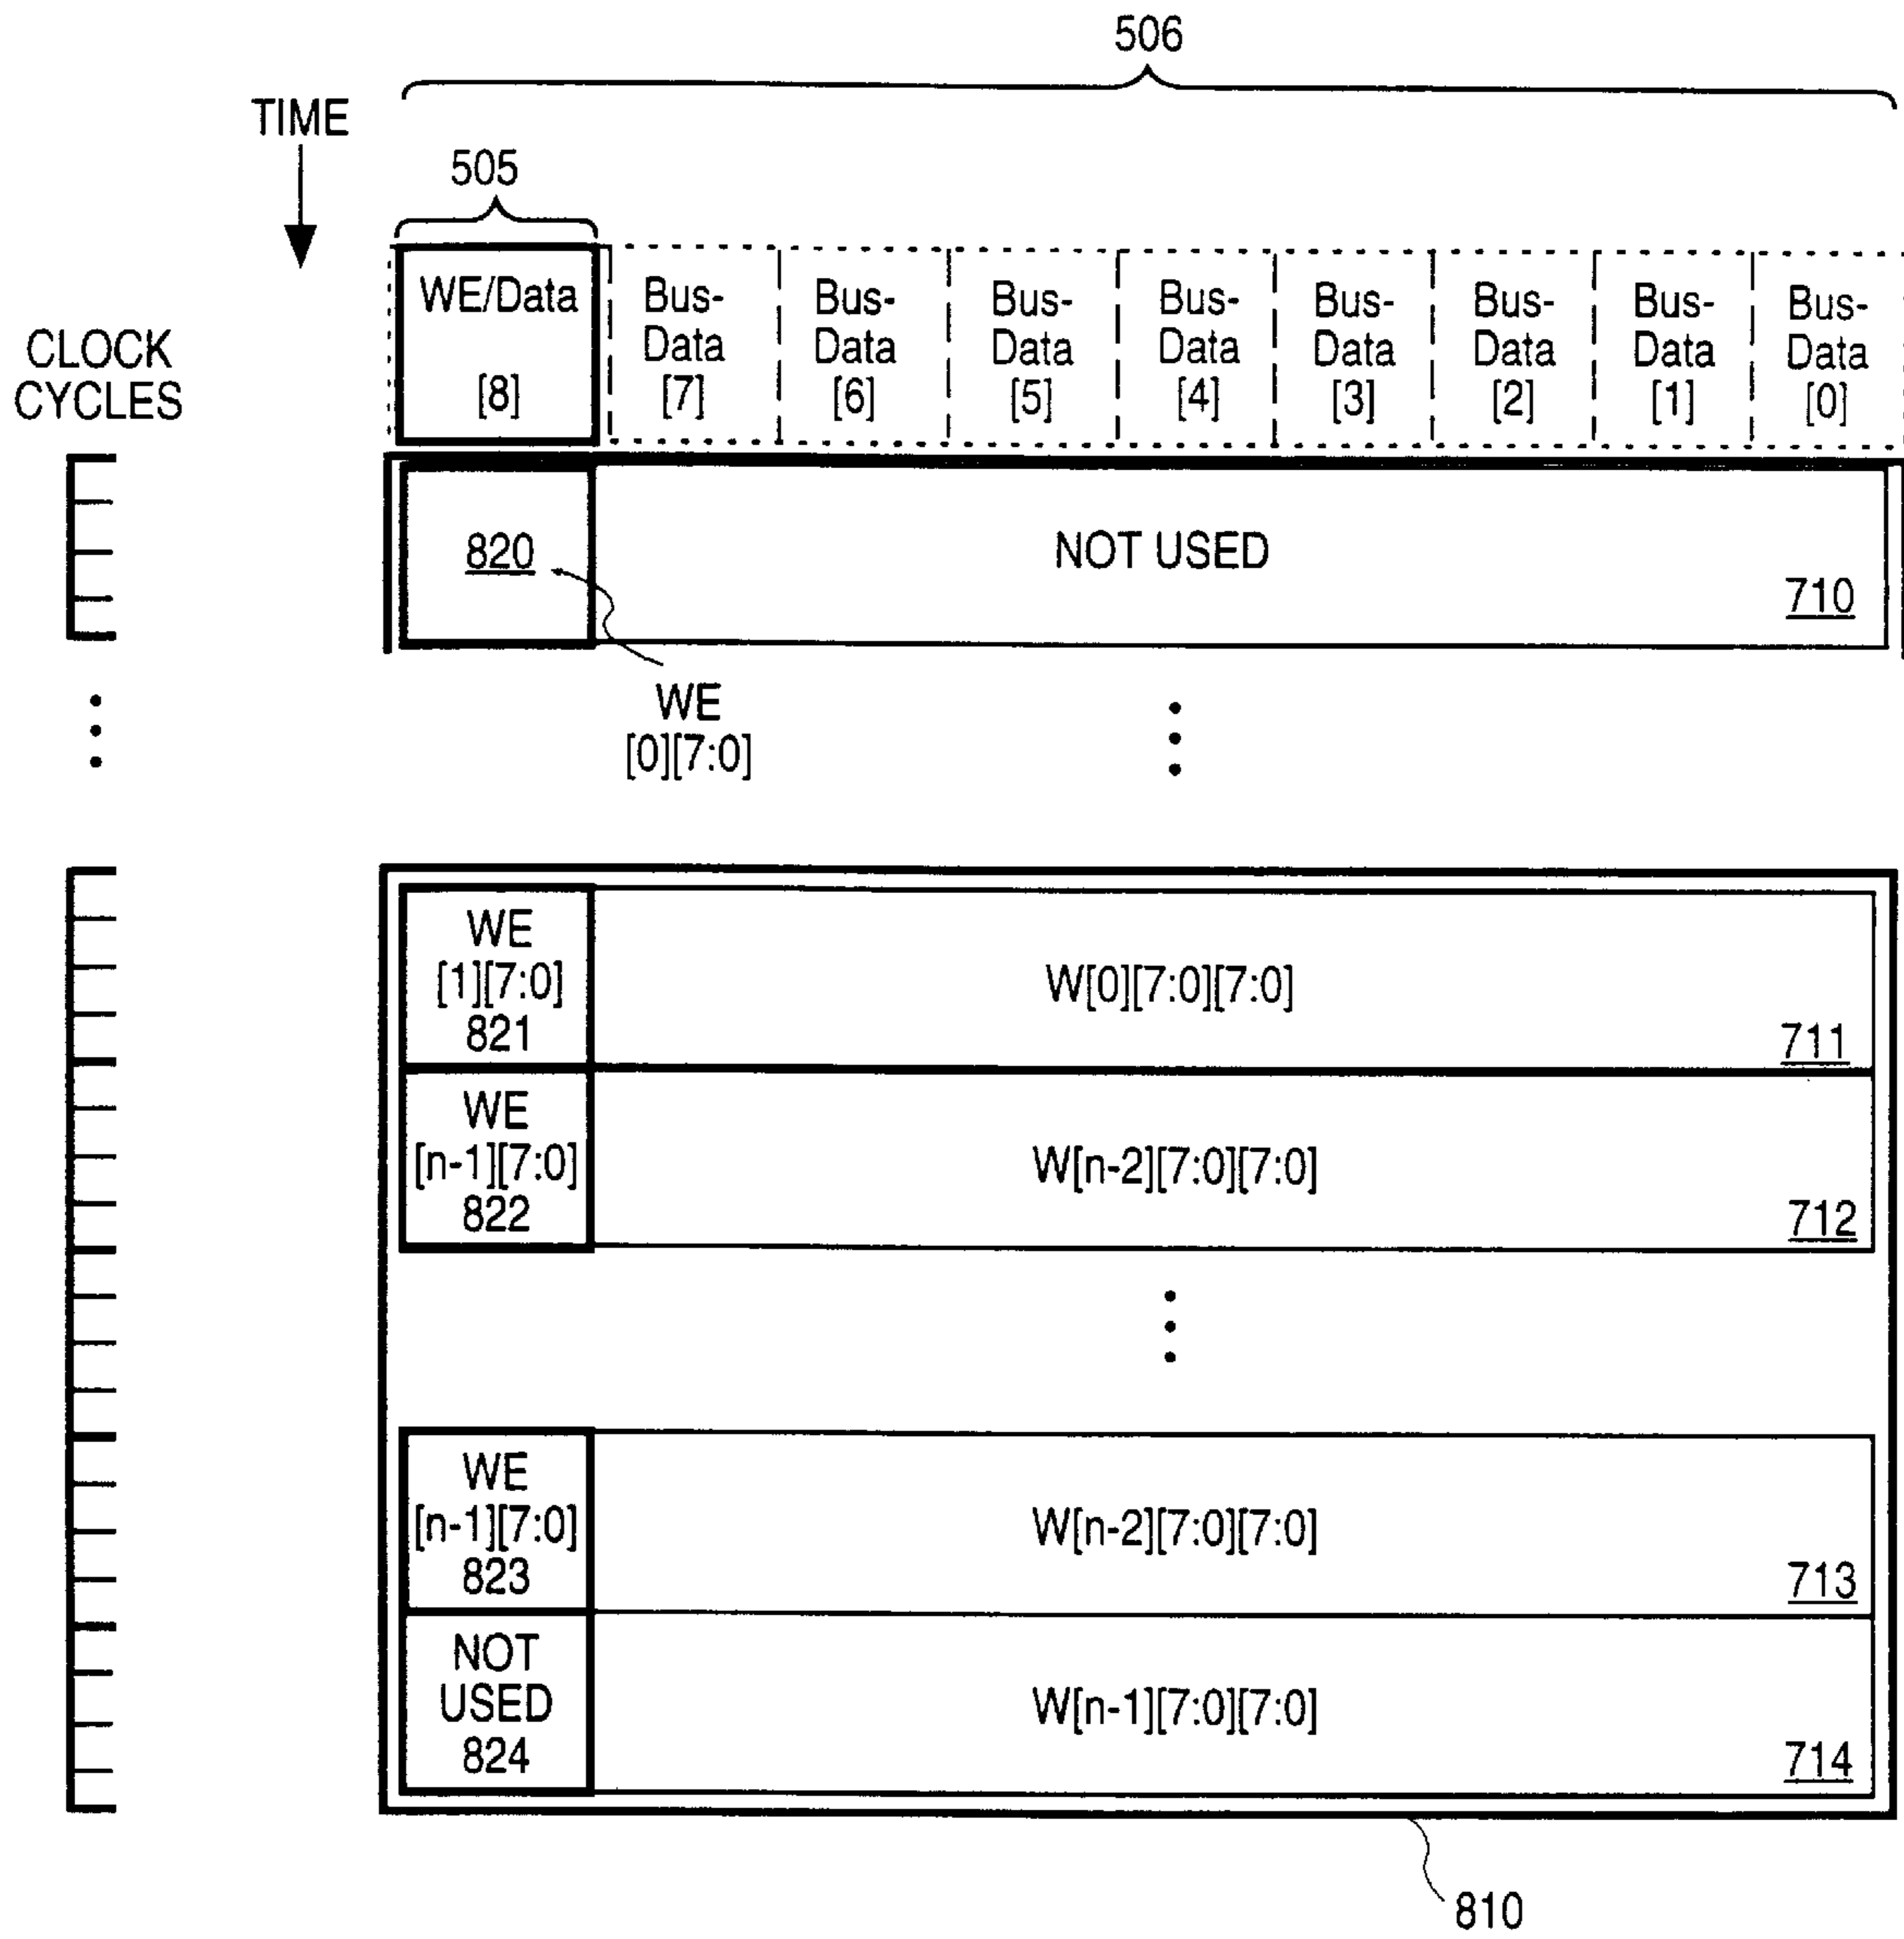 506
TIME
505
CLOCK
CYCLES
WE/Data
[8]
Bus-
Data
[7]
Bus-
Data
[6]
Bus-
Data
[5]
Bus-
Data
[4]
Bus-
Data
[3]
Bus-
Data
[2]
Bus-
Data
[1]
Bus-
Data
[0]
820
NOT USED
710
WE
[0][7:0]
WE
[1][7:0]
821
W[0][7:0][7:0]
711
WE
[n-1][7:0]
822
W[n-2][7:0][7:0]
712
WE
[n-1][7:0]
823
W[n-2][7:0][7:0]
713
NOT
USED
824
W[n-1][7:0][7:0]
714
810